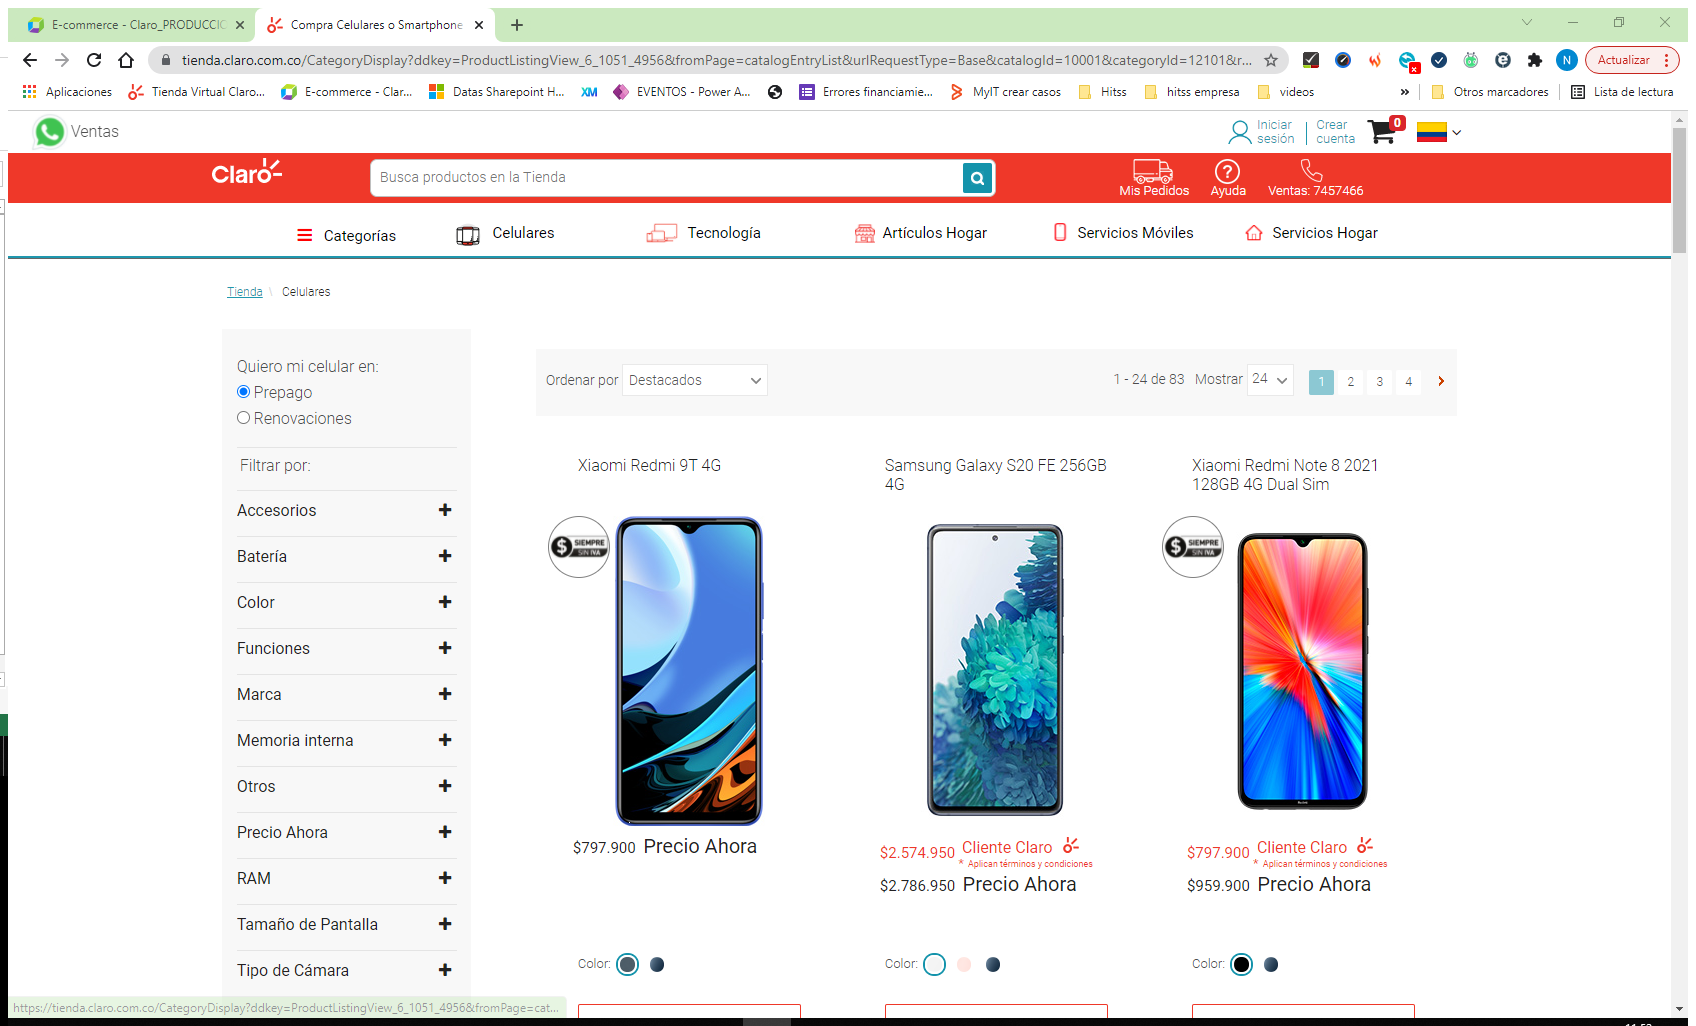 E-commerce - Claro_PRODUCCIC
Compra Celulares o Smartphone
tienda.claro.com.co/CategoryDisplay?ddkey=ProductListingView_6_1051_4956&fromPage=catalogEntryList&urlRequestType=Base&catalogId=10001&categoryId=12101&r...
N
Actualizar
Aplicaciones
Tienda Virtual Claro...
E-commerce - Clar...
Datas Sharepoint H...
XM
EVENTOS - Power A...
Errores financiamie...
MyIT crear casos
Hitss
hitss empresa
videos
»
Otros marcadores
Lista de lectura
Ventas
Iniciar sesión
Crear cuenta
0
Claro
Busca productos en la Tienda
Mis Pedidos
Ayuda
Ventas: 7457466
Categorías
Celulares
Tecnología
Artículos Hogar
Servicios Móviles
Servicios Hogar
Tienda \ Celulares
Quiero mi celular en:
Prepago
Renovaciones
Filtrar por:
Accesorios
Batería
Color
Funciones
Marca
Memoria interna
Otros
Precio Ahora
RAM
Tamaño de Pantalla
Tipo de Cámara
Ordenar por Destacados
1 - 24 de 83 Mostrar 24
1 2 3 4
Xiaomi Redmi 9T 4G
SIEMPRE
SIN IVA
$797.900 Precio Ahora
Color:
Samsung Galaxy S20 FE 256GB
4G
$2.574.950 Cliente Claro
* Aplican términos y condiciones
$2.786.950 Precio Ahora
Color:
Xiaomi Redmi Note 8 2021
128GB 4G Dual Sim
SIEMPRE
SIN IVA
$797.900 Cliente Claro
* Aplican términos y condiciones
$959.900 Precio Ahora
Color:
https://tienda.claro.com.co/CategoryDisplay?ddkey=ProductListingView_6_1051_4956&fromPage=cat...